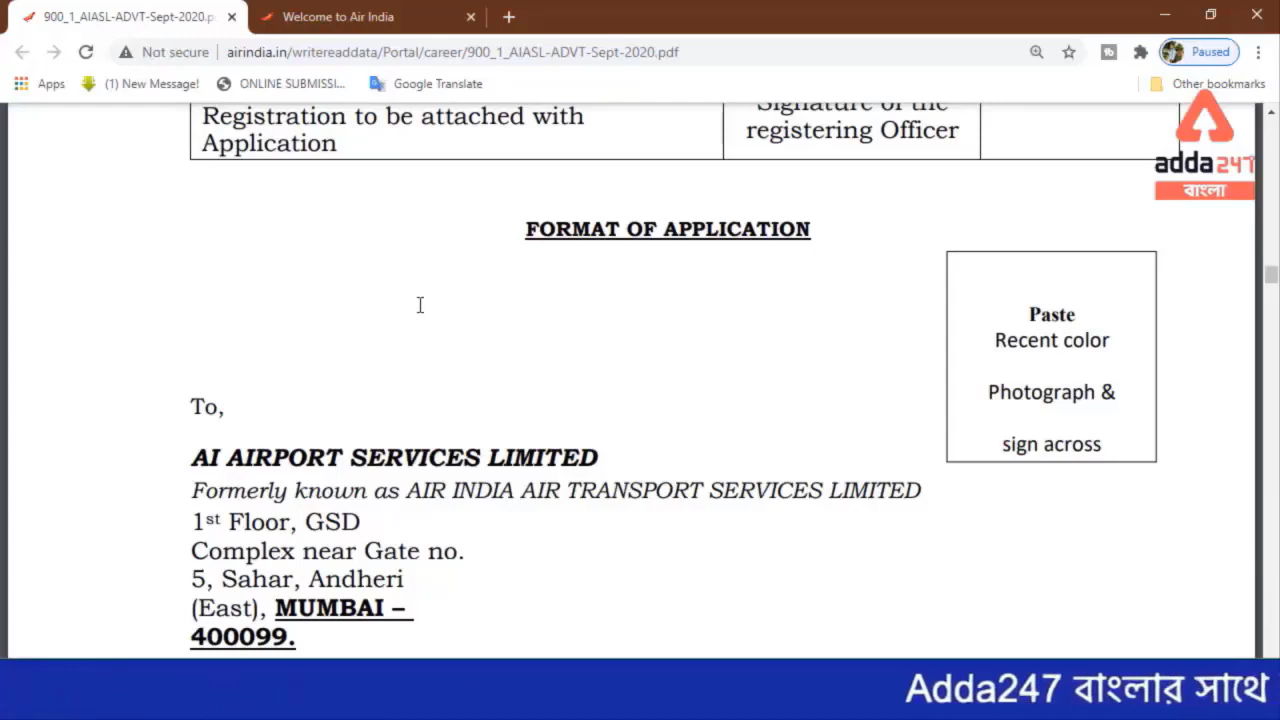 900_1_AIASL-ADVT-Sept-2020.p
Welcome to Air India
Not secure
airindia.in/writereaddata/Portal/career/900_1_AIASL-ADVT-Sept-2020.pdf
Paused
Apps
(1) New Message!
ONLINE SUBMISSI...
Google Translate
Other bookmarks
Registration to be attached with
Application
Signature of the
registering Officer
adda247
বাংলা
FORMAT OF APPLICATION
Paste
Recent color
Photograph &
sign across
To,
AI AIRPORT SERVICES LIMITED
Formerly known as AIR INDIA AIR TRANSPORT SERVICES LIMITED
1st Floor, GSD
Complex near Gate no.
5, Sahar, Andheri
(East), MUMBAI –
400099.
Adda247 বাংলার সাথে